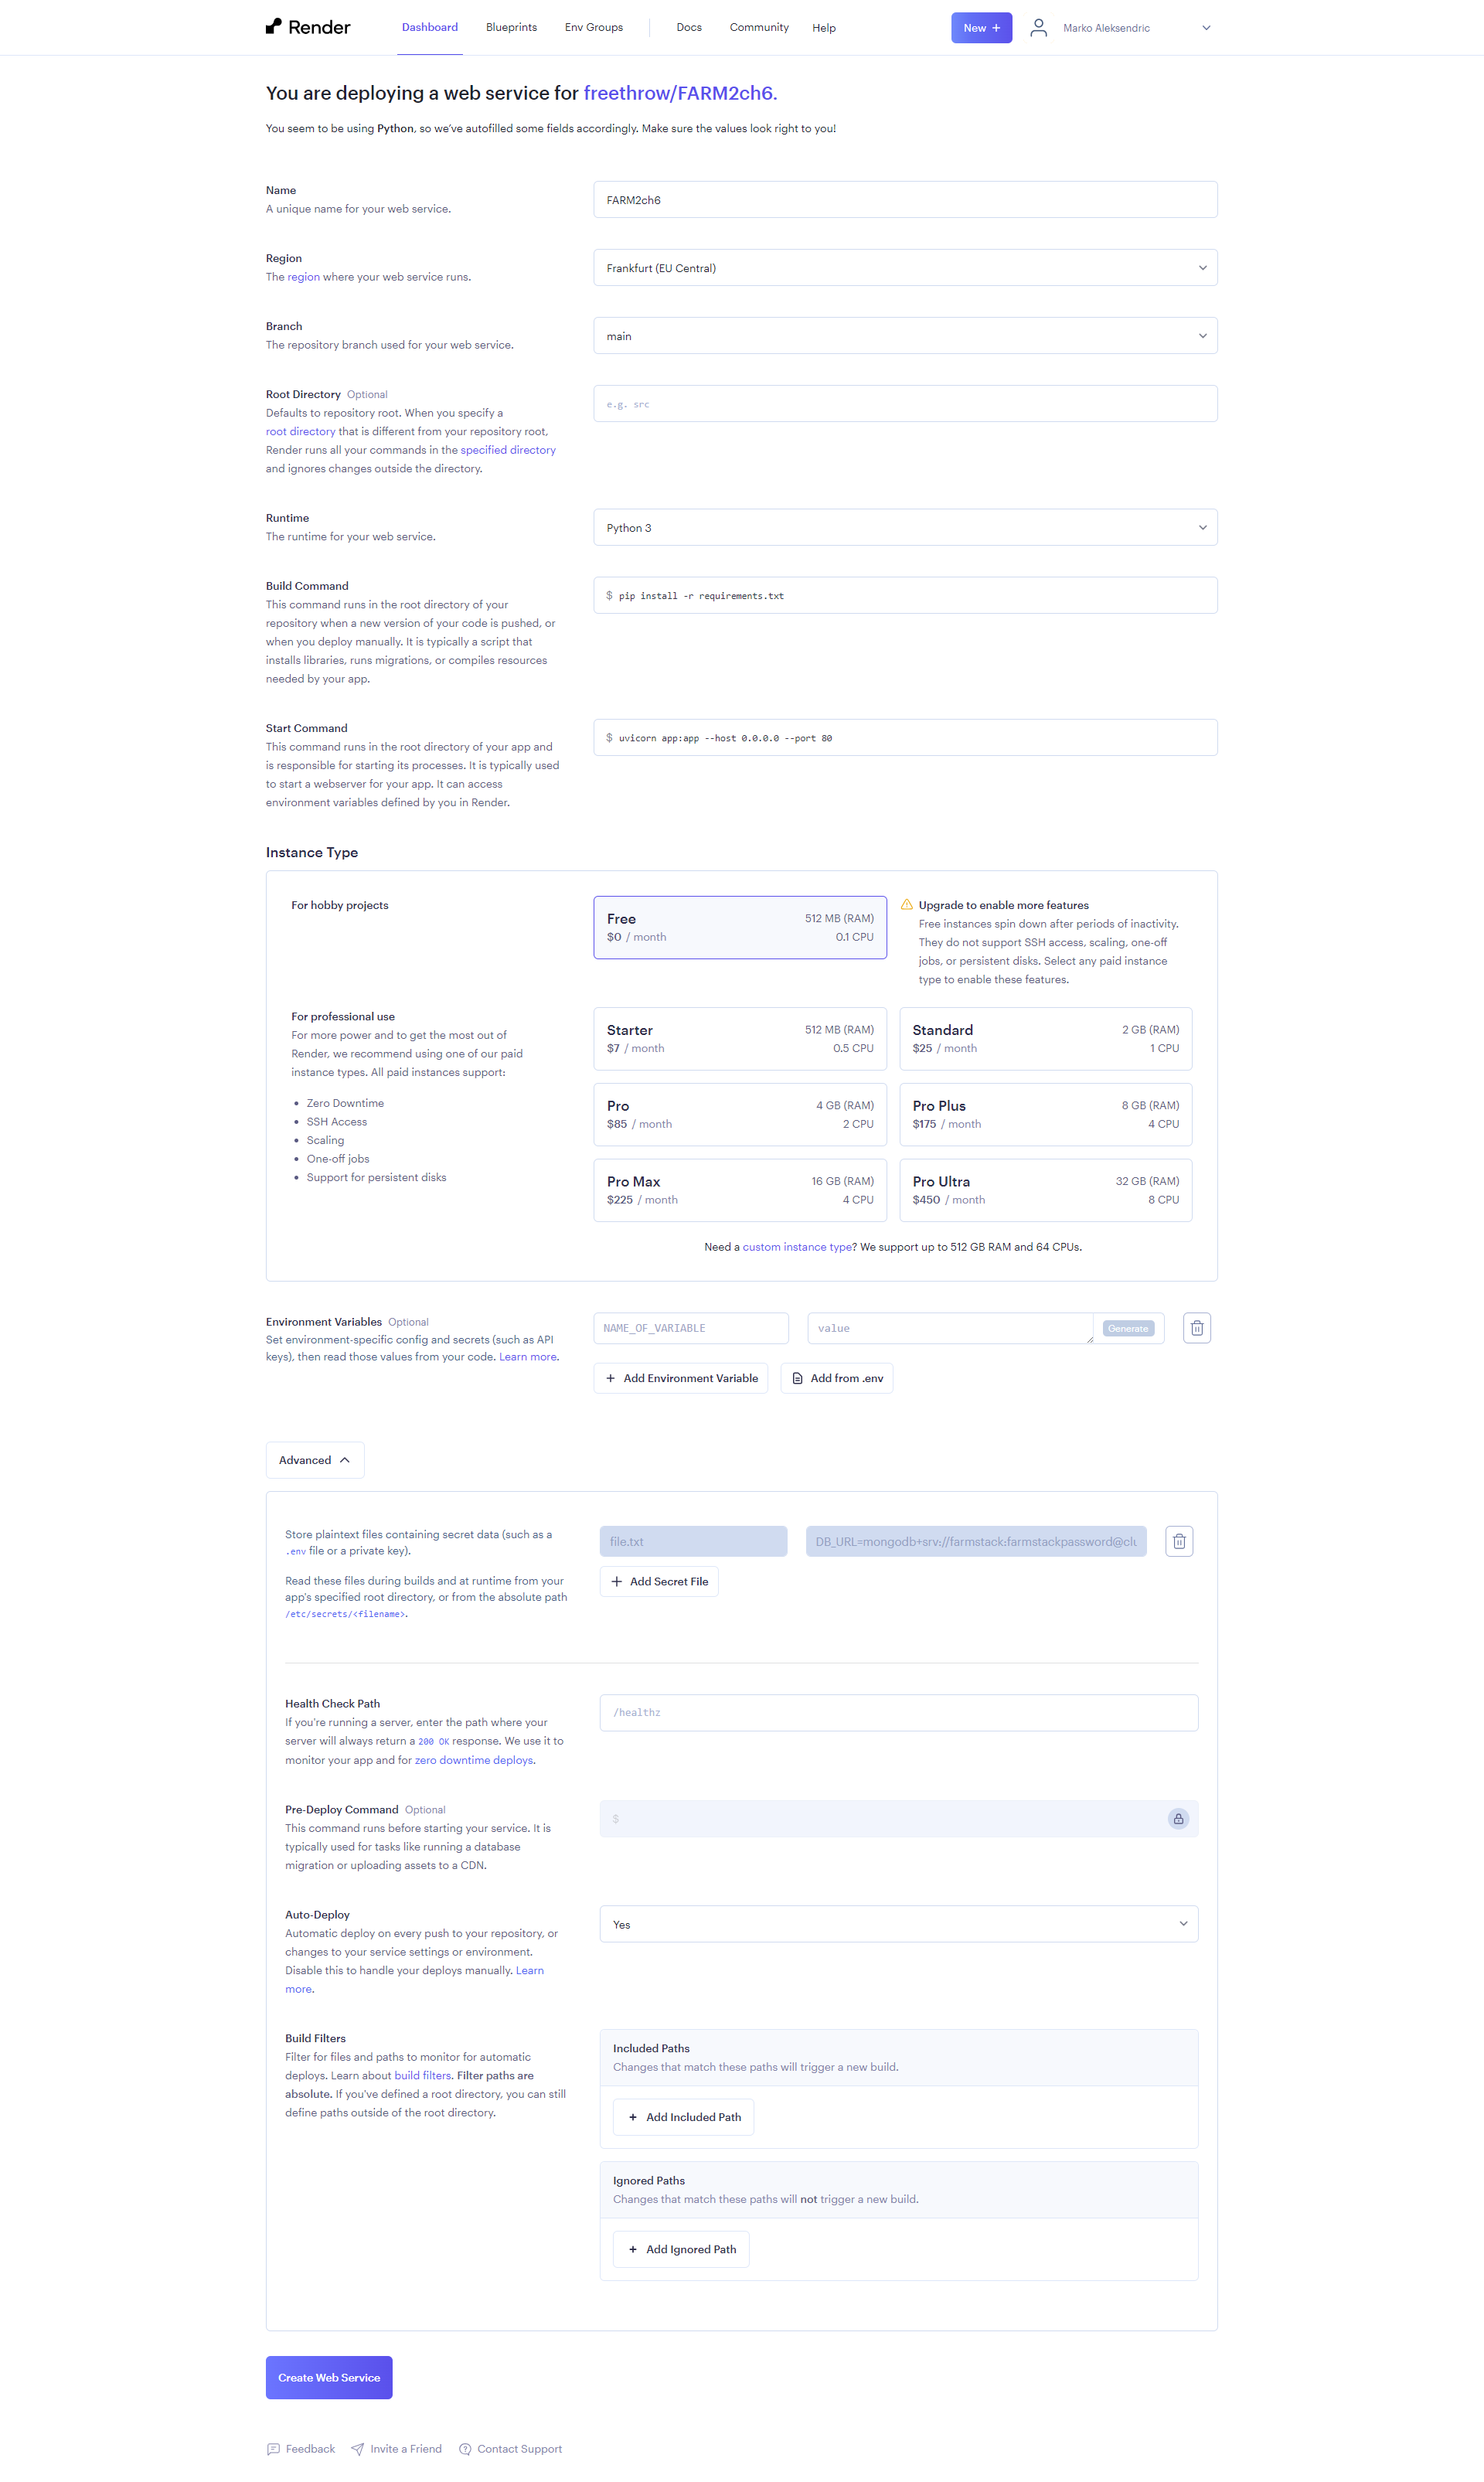 Render
Dashboard
Blueprints
Env Groups
Docs
Community
Help
New +
Marko Aleksendric
You are deploying a web service for freethrow/FARM2ch6.
You seem to be using Python, so we've autofilled some fields accordingly. Make sure the values look right to you!
Name
A unique name for your web service.
FARM2ch6
Region
The region where your web service runs.
Frankfurt (EU Central)
Branch
The repository branch used for your web service.
main
Root Directory Optional
Defaults to repository root. When you specify a
root directory that is different from your repository root,
Render runs all your commands in the specified directory
and ignores changes outside the directory.
e.g. src
Runtime
The runtime for your web service.
Python 3
Build Command
This command runs in the root directory of your
repository when a new version of your code is pushed, or
when you deploy manually. It is typically a script that
installs libraries, runs migrations, or compiles resources
needed by your app.
$ pip install -r requirements.txt
Start Command
This command runs in the root directory of your app and
is responsible for starting its processes. It is typically used
to start a webserver for your app. It can access
environment variables defined by you in Render.
$ uvicorn app:app --host 0.0.0.0 --port 80
Instance Type
For hobby projects
Free 512 MB (RAM)
$0 / month 0.1 CPU
Upgrade to enable more features
Free instances spin down after periods of inactivity.
They do not support SSH access, scaling, one-off
jobs, or persistent disks. Select any paid instance
type to enable these features.
For professional use
For more power and to get the most out of
Render, we recommend using one of our paid
instance types. All paid instances support:
• Zero Downtime
• SSH Access
• Scaling
• One-off jobs
• Support for persistent disks
Starter 512 MB (RAM)
$7 / month 0.5 CPU
Standard 2 GB (RAM)
$25 / month 1 CPU
Pro 4 GB (RAM)
$85 / month 2 CPU
Pro Plus 8 GB (RAM)
$175 / month 4 CPU
Pro Max 16 GB (RAM)
$225 / month 4 CPU
Pro Ultra 32 GB (RAM)
$450 / month 8 CPU
Need a custom instance type? We support up to 512 GB RAM and 64 CPUs.
Environment Variables Optional
Set environment-specific config and secrets (such as API
keys), then read those values from your code. Learn more.
NAME_OF_VARIABLE
value
Generate
+ Add Environment Variable
Add from .env
Advanced
Store plaintext files containing secret data (such as a
.env file or a private key).
Read these files during builds and at runtime from your
app's specified root directory, or from the absolute path
/etc/secrets/<filename>.
file.txt
DB_URL=mongodb+srv://farmstack:farmstackpassword@clu
+ Add Secret File
Health Check Path
If you're running a server, enter the path where your
server will always return a 200 OK response. We use it to
monitor your app and for zero downtime deploys.
/healthz
Pre-Deploy Command Optional
This command runs before starting your service. It is
typically used for tasks like running a database
migration or uploading assets to a CDN.
$
Auto-Deploy
Automatic deploy on every push to your repository, or
changes to your service settings or environment.
Disable this to handle your deploys manually. Learn
more.
Yes
Build Filters
Filter for files and paths to monitor for automatic
deploys. Learn about build filters. Filter paths are
absolute. If you've defined a root directory, you can still
define paths outside of the root directory.
Included Paths
Changes that match these paths will trigger a new build.
+ Add Included Path
Ignored Paths
Changes that match these paths will not trigger a new build.
+ Add Ignored Path
Create Web Service
Feedback
Invite a Friend
Contact Support